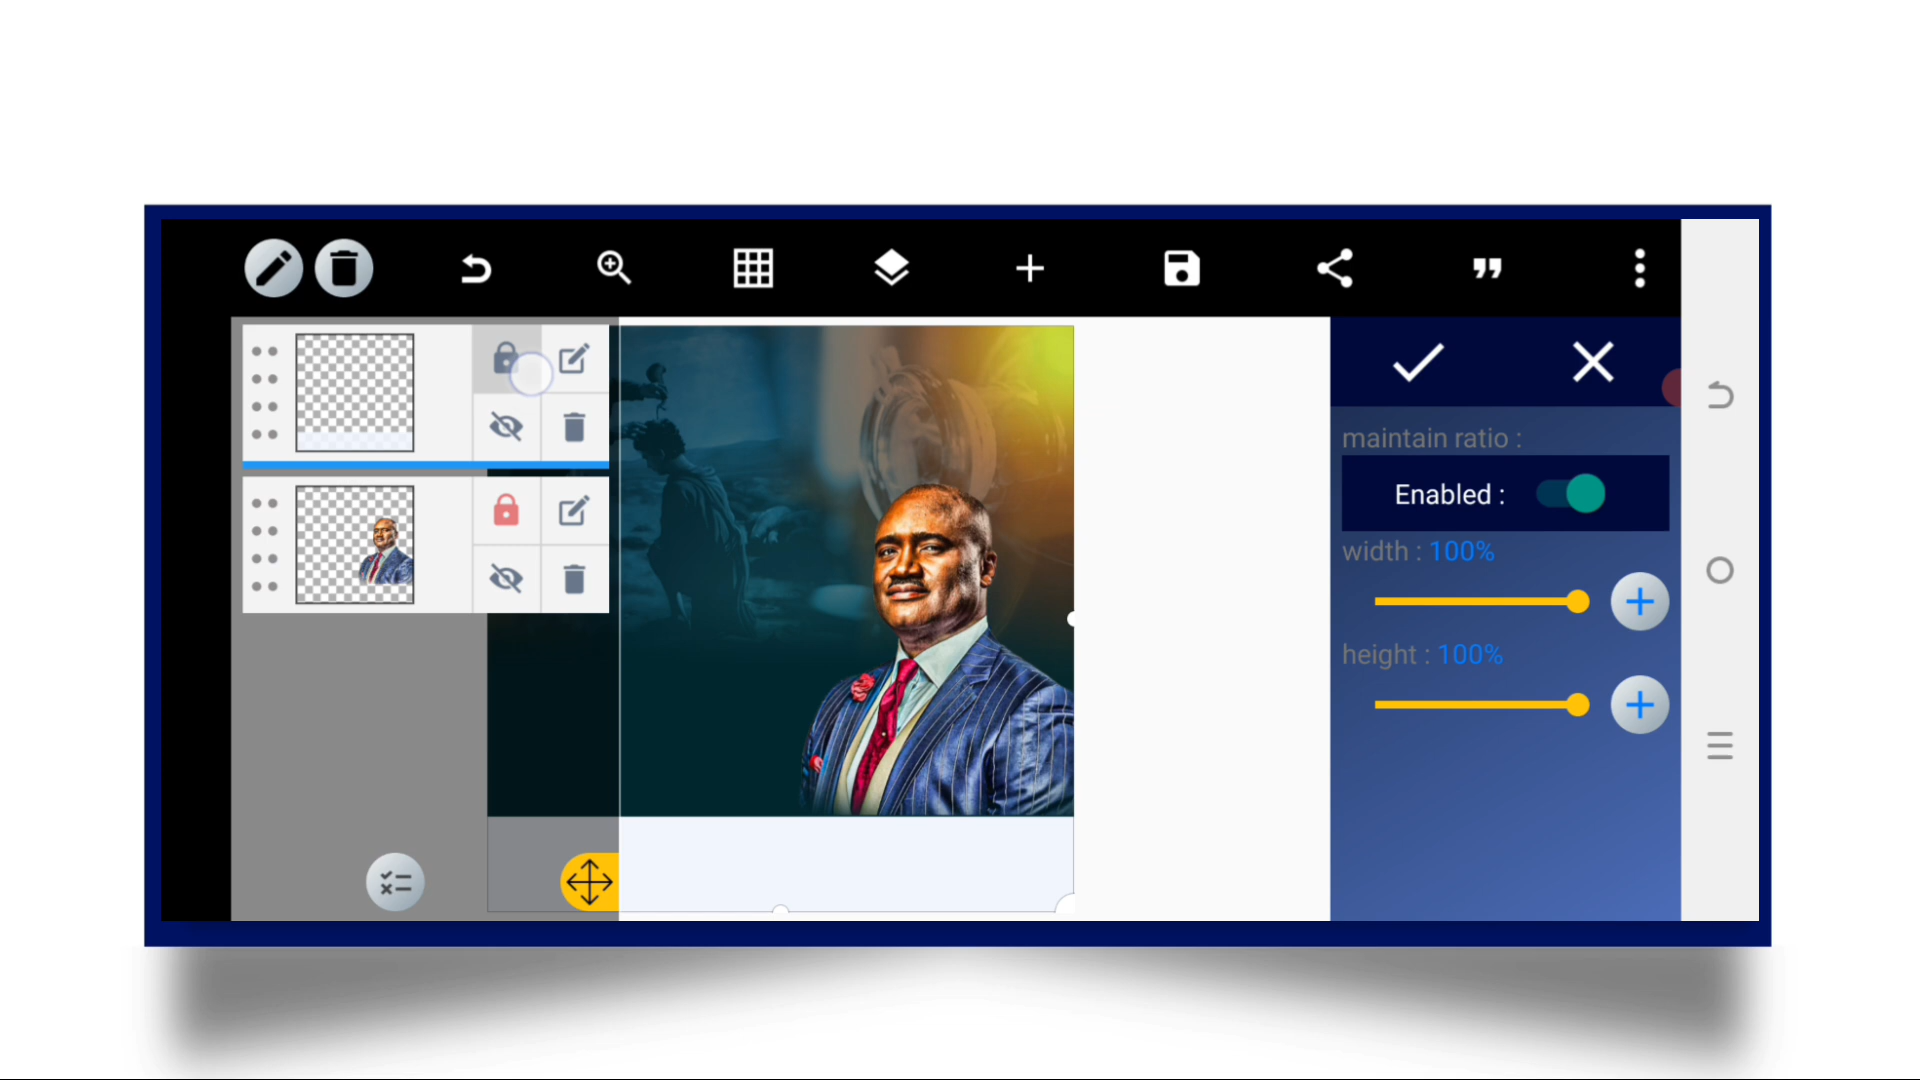 maintain ratio :
Enabled :
width : 100%
height : 100%